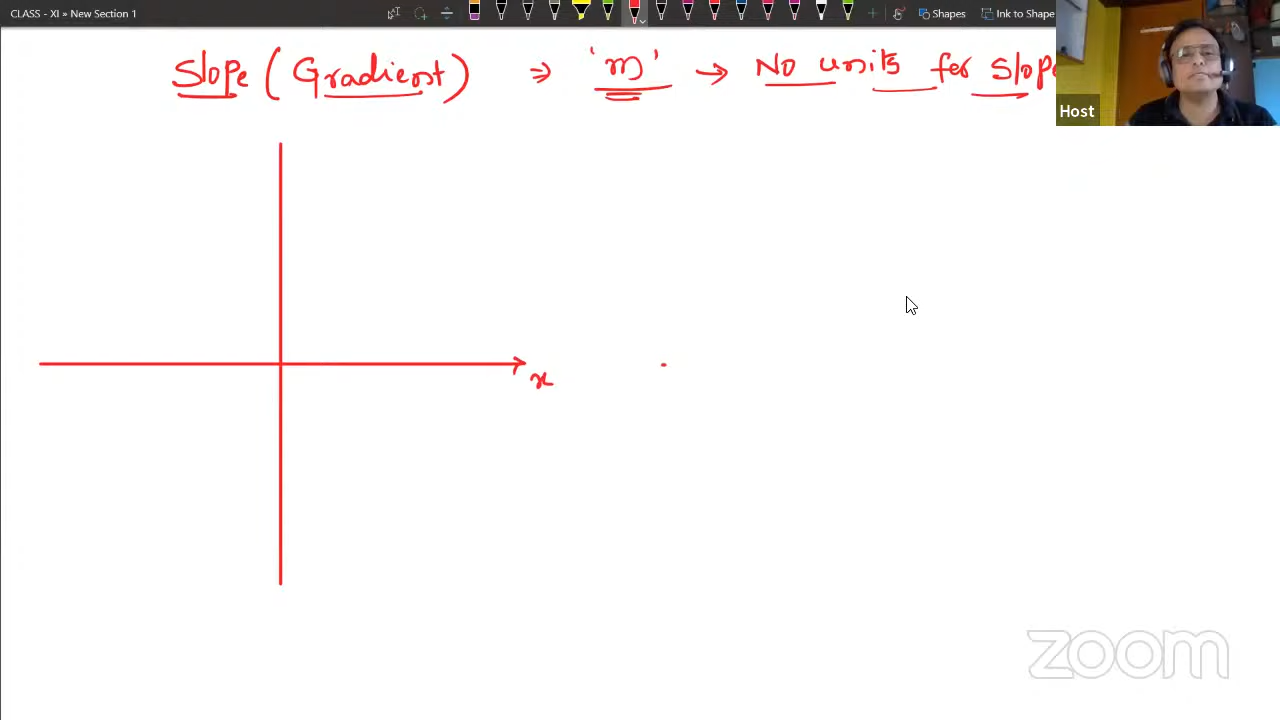 CLASS - XI » New Section 1
Shapes
Ink to Shape
Slope (Gradient) ⇒ 'm' → No units for slope
Host
x
zoom